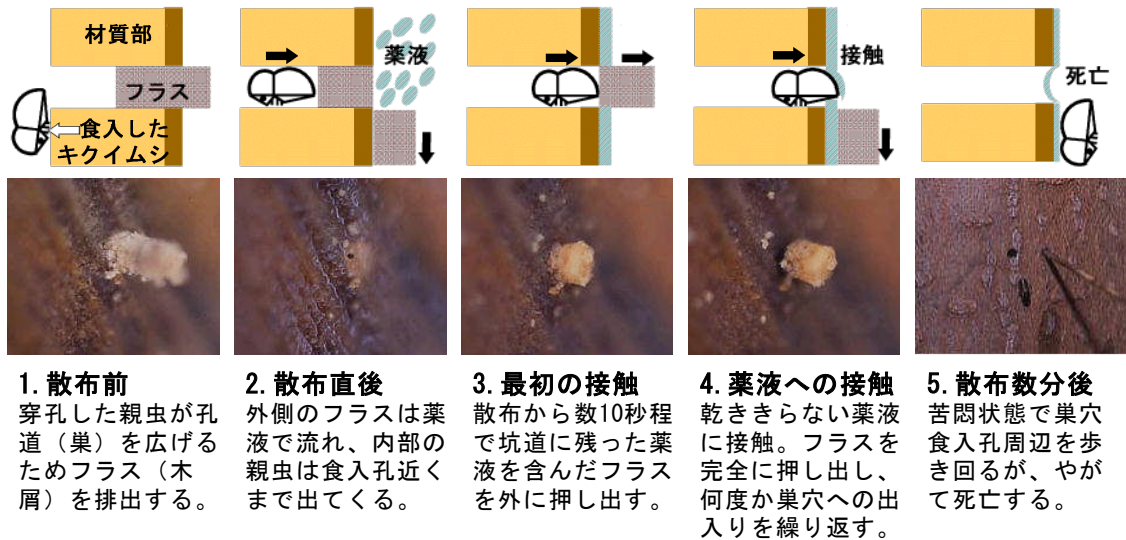 材質部
フラス
食入した
キクイムシ
薬液
接触
死亡
1.散布前
穿孔した親虫が孔
道（巣）を広げる
ためフラス（木
屑）を排出する。
2.散布直後
外側のフラスは薬
液で流れ、内部の
親虫は食入孔近く
まで出てくる。
3.最初の接触
散布から数10秒程
で坑道に残った薬
液を含んだフラス
を外に押し出す。
4.薬液への接触
乾ききらない薬液
に接触。フラスを
完全に押し出し、
何度か巣穴への出
入りを繰り返す。
5.散布数分後
苦悶状態で巣穴
食入孔周辺を歩
き回るが、やが
て死亡する。